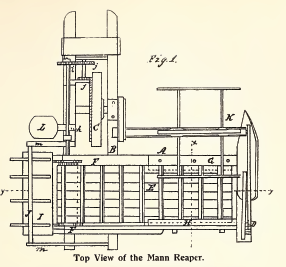 Fig. 1.
i
J
L
k
C
K
m
B
A
x
F
G
E
y
y
J
I
H
F
m
Top View of the Mann Reaper.